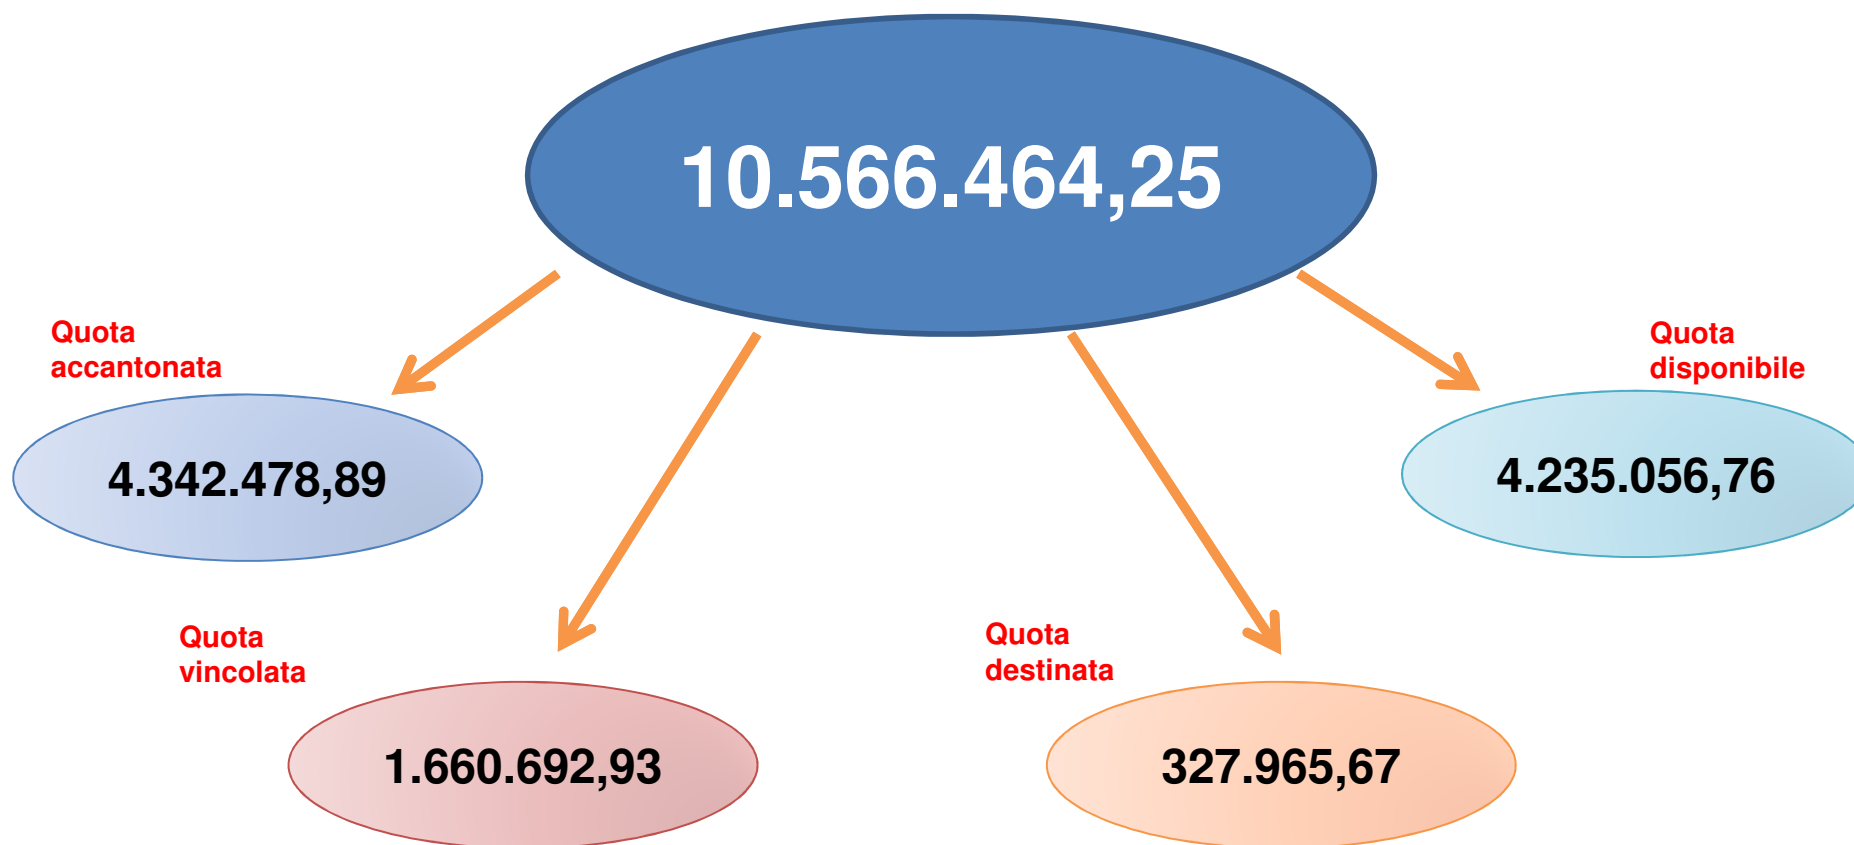 10.566.464,25
Quota
accantonata
Quota
disponibile
4.342.478,89
4.235.056,76
Quota
vincolata
Quota
destinata
1.660.692,93
327.965,67